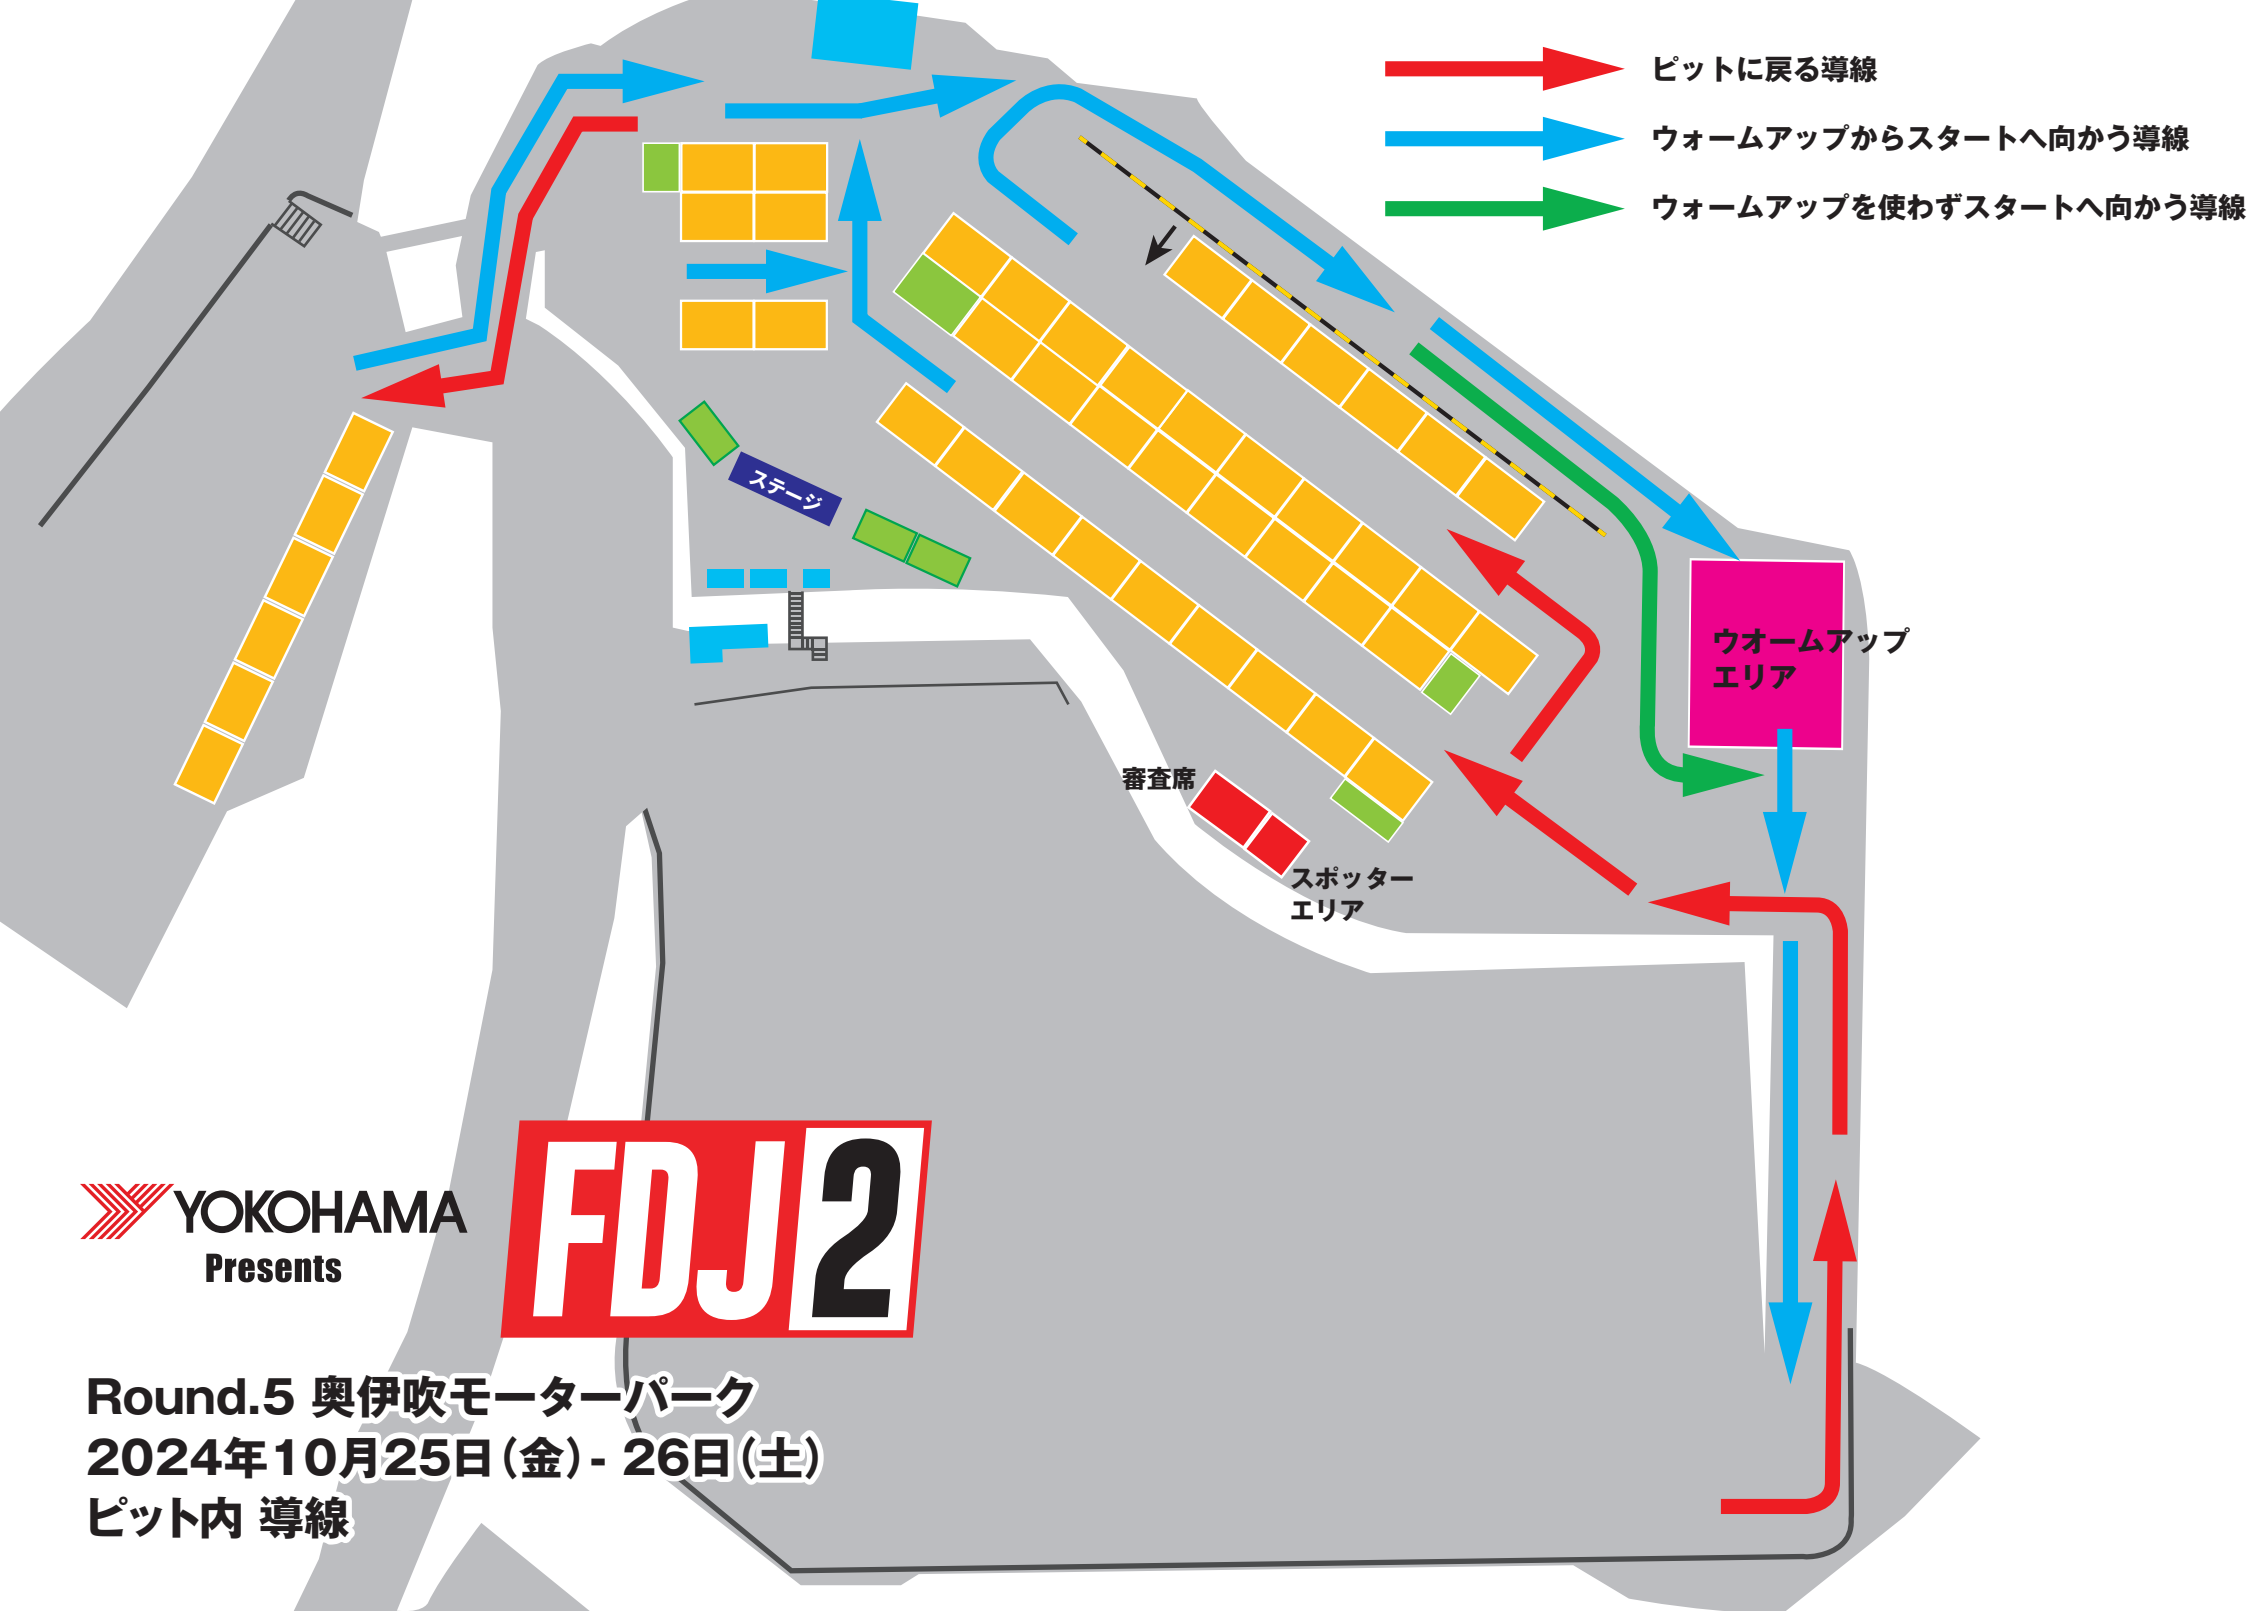 ピットに戻る導線
ウォームアップからスタートへ向かう導線
ウォームアップを使わずスタートへ向かう導線
ステージ
ウオームアップ
エリア
審査席
スポッター
エリア
YOKOHAMA
Presents
FDJ2
Round.5 奥伊吹モーターパーク
2024年10月25日(金)- 26日(土)
ピット内 導線